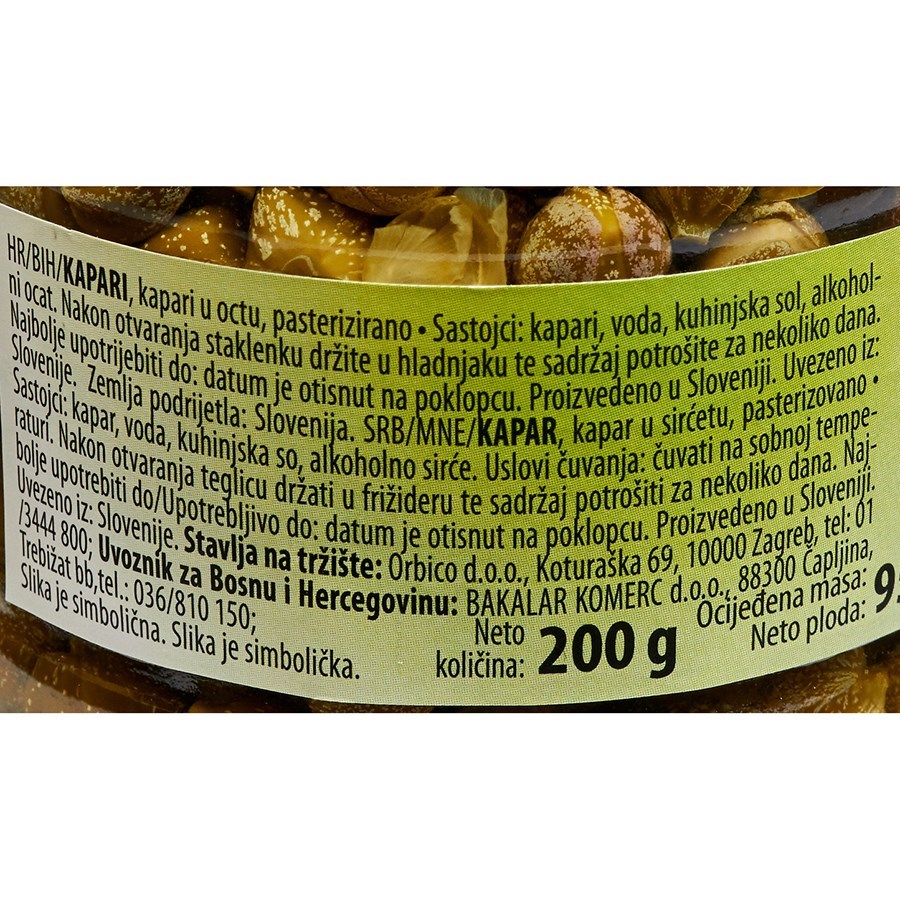 HR/BIH/KAPARI, kapari u octu, pasterizirano • Sastojci: kapari, voda, kuhinjska sol, alkohol-
ni ocat. Nakon otvaranja staklenku držite u hladnjaku te sadržaj potrošite za nekoliko dana.
Najbolje upotrijebiti do: datum je otisnut na poklopcu. Proizvedeno u Sloveniji. Uvezeno iz:
Slovenije. Zemlja podrijetla: Slovenija. SRB/MNE/KAPAR, kapar u sirćetu, pasterizovano •
Sastojci: kapar, voda, kuhinjska so, alkoholno sirće. Uslovi čuvanja: čuvati na sobnoj tempe-
raturi. Nakon otvaranja teglicu držati u frižideru te sadržaj potrošiti za nekoliko dana. Naj-
bolje upotrebiti do/Upotrebljivo do: datum je otisnut na poklopcu. Proizvedeno u Sloveniji.
Uvezeno iz: Slovenije. Stavlja na tržište: Orbico d.o.o., Koturaška 69, 10000 Zagreb, tel: 01
/3444 800; Uvoznik za Bosnu i Hercegovinu: BAKALAR KOMERC d.o.o., 88300 Čapljina,
Trebižat bb,tel.: 036/810 150;
Slika je simbolična. Slika je simbolička.
Neto
količina: 200 g
Ocijeđena masa:
Neto ploda: